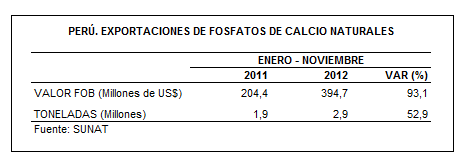 PERÚ. EXPORTACIONES DE FOSFATOS DE CALCIO NATURALES
ENERO - NOVIEMBRE
2011 2012 VAR (%)
VALOR FOB (Millones de US$) 204,4 394,7 93,1
TONELADAS (Millones) 1,9 2,9 52,9
Fuente: SUNAT